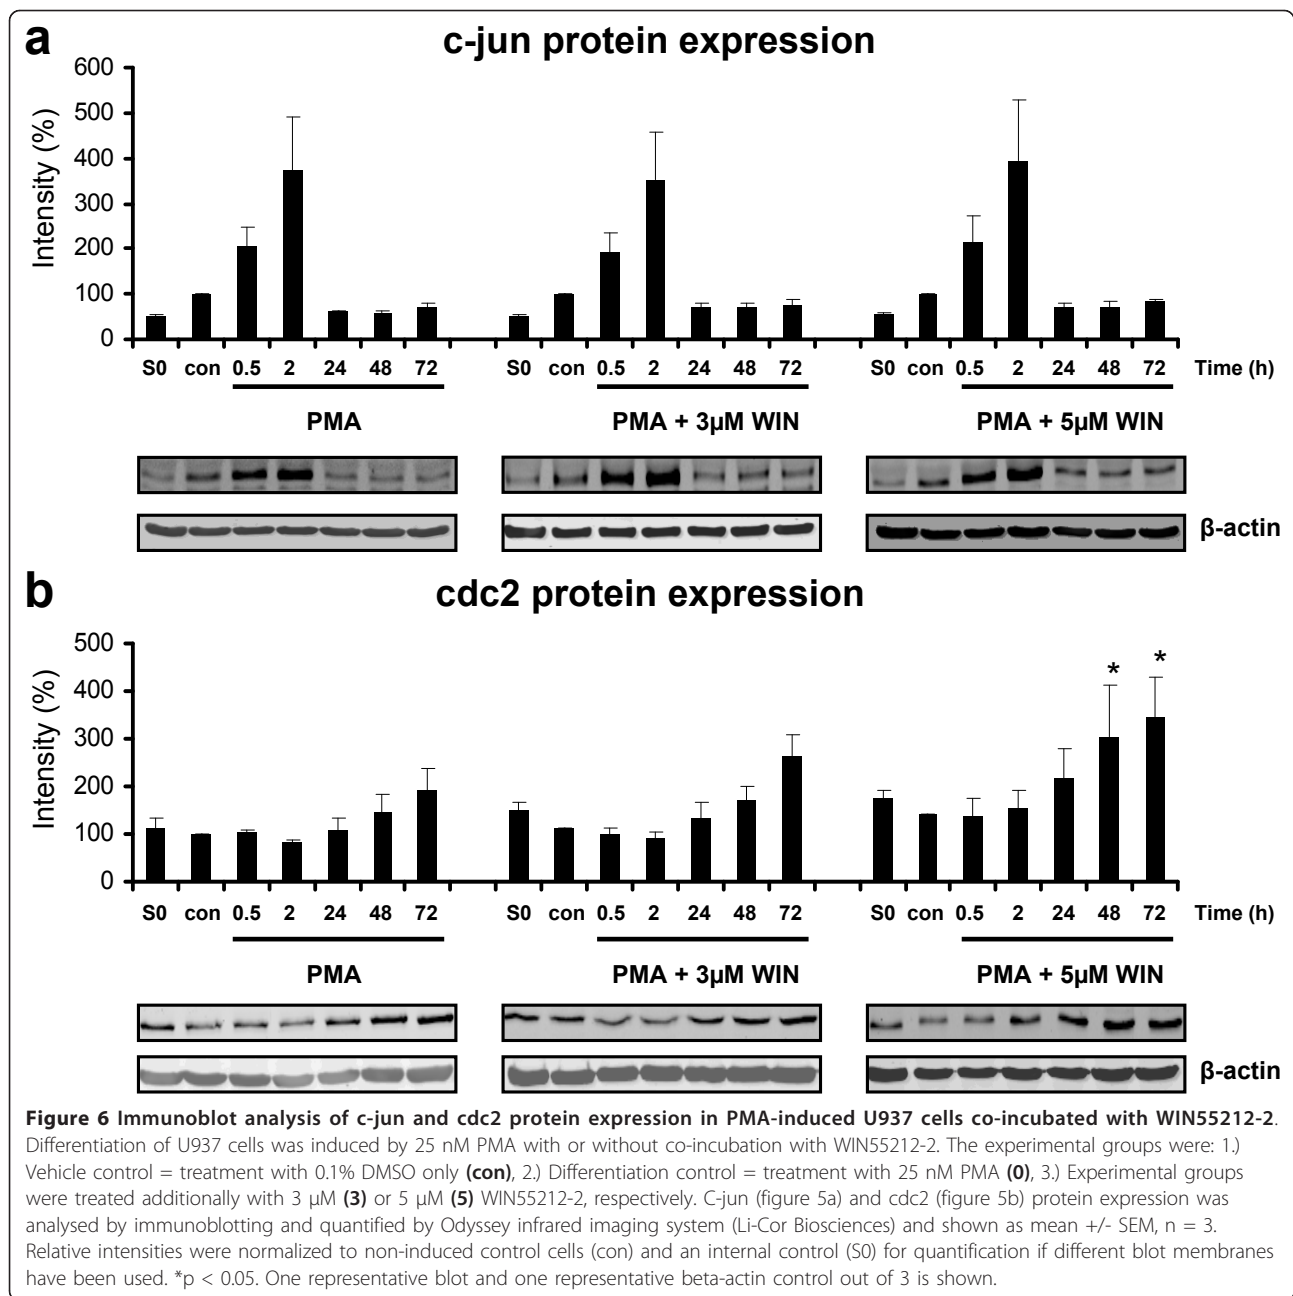 a
c-jun protein expression
600
500
400
300
200
100
0
Intensity (%)
S0 con 0.5 2 24 48 72 S0 con 0.5 2 24 48 72 S0 con 0.5 2 24 48 72 Time (h)
PMA PMA + 3µM WIN PMA + 5µM WIN
β-actin
b
cdc2 protein expression
500
400
300
200
100
0
Intensity (%)
* *
S0 con 0.5 2 24 48 72 S0 con 0.5 2 24 48 72 S0 con 0.5 2 24 48 72 Time (h)
PMA PMA + 3µM WIN PMA + 5µM WIN
β-actin
Figure 6 Immunoblot analysis of c-jun and cdc2 protein expression in PMA-induced U937 cells co-incubated with WIN55212-2.
Differentiation of U937 cells was induced by 25 nM PMA with or without co-incubation with WIN55212-2. The experimental groups were: 1.)
Vehicle control = treatment with 0.1% DMSO only (con), 2.) Differentiation control = treatment with 25 nM PMA (0), 3.) Experimental groups
were treated additionally with 3 µM (3) or 5 µM (5) WIN55212-2, respectively. C-jun (figure 5a) and cdc2 (figure 5b) protein expression was
analysed by immunoblotting and quantified by Odyssey infrared imaging system (Li-Cor Biosciences) and shown as mean +/- SEM, n = 3.
Relative intensities were normalized to non-induced control cells (con) and an internal control (S0) for quantification if different blot membranes
have been used. *p < 0.05. One representative blot and one representative beta-actin control out of 3 is shown.